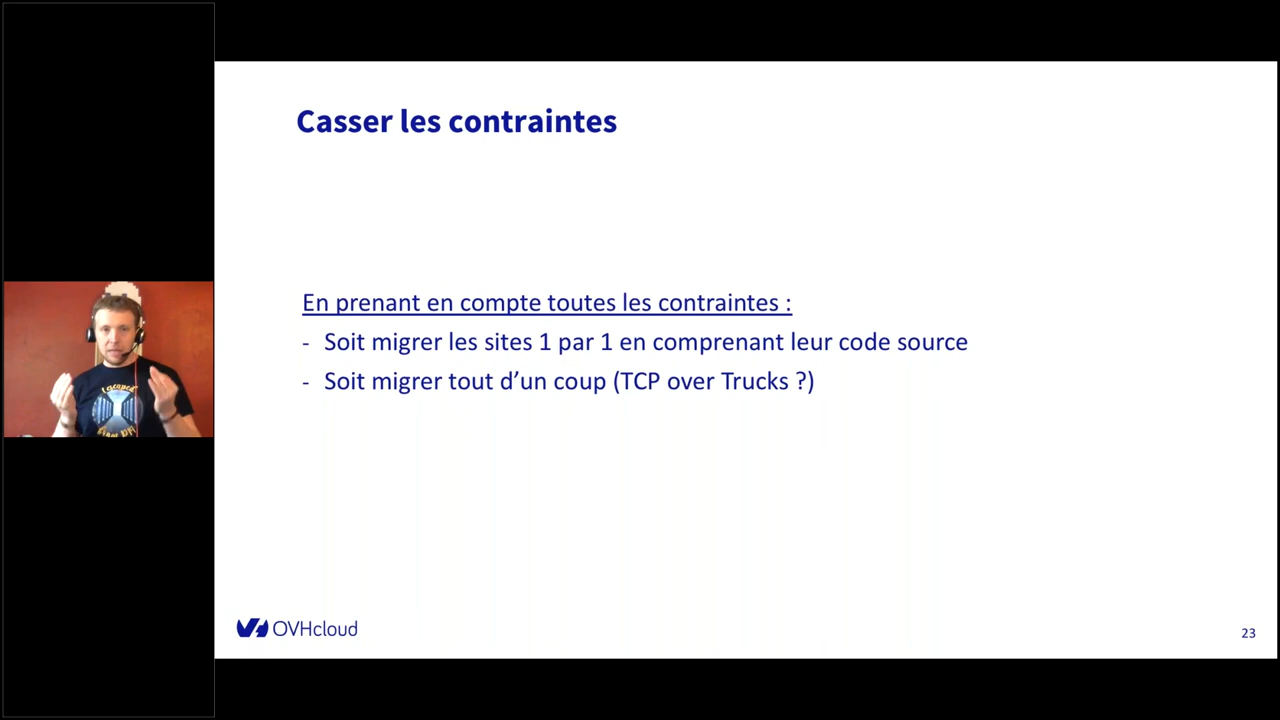 Casser les contraintes
En prenant en compte toutes les contraintes :
- Soit migrer les sites 1 par 1 en comprenant leur code source
- Soit migrer tout d’un coup (TCP over Trucks ?)
OVHcloud
23
I escaped